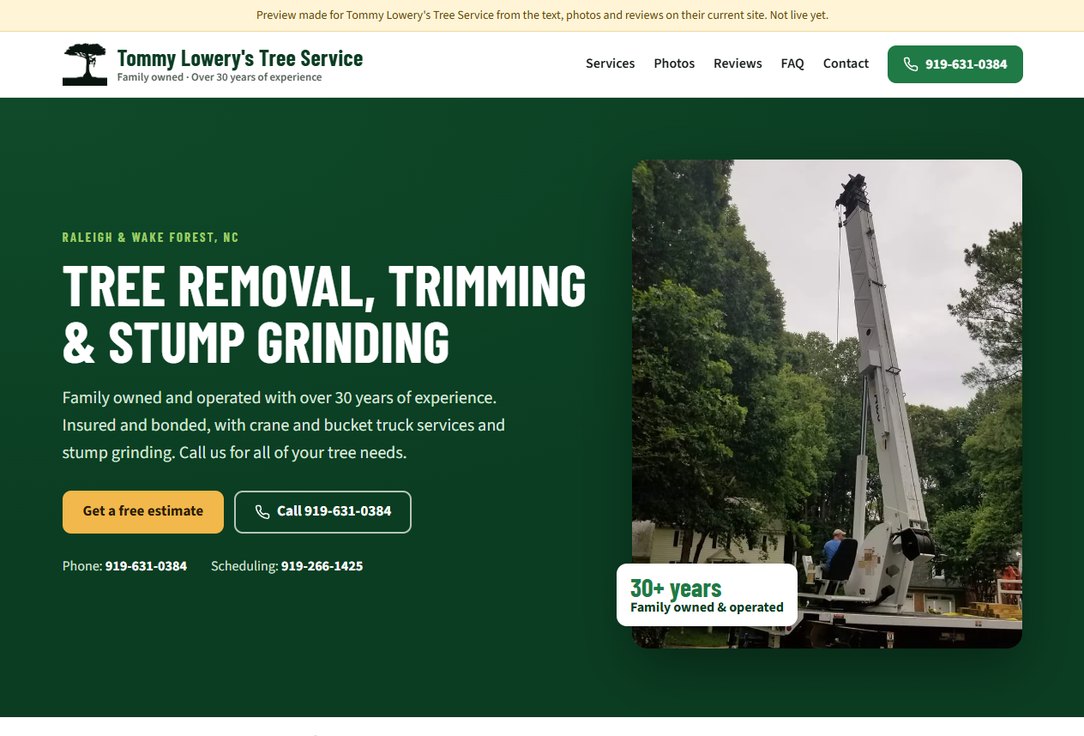 Preview made for Tommy Lowery's Tree Service from the text, photos and reviews on their current site. Not live yet.
Tommy Lowery's Tree Service
Family owned · Over 30 years of experience
Services
Photos
Reviews
FAQ
Contact
919-631-0384
RALEIGH & WAKE FOREST, NC
TREE REMOVAL, TRIMMING
& STUMP GRINDING
Family owned and operated with over 30 years of experience.
Insured and bonded, with crane and bucket truck services and
stump grinding. Call us for all of your tree needs.
Get a free estimate
Call 919-631-0384
Phone: 919-631-0384
Scheduling: 919-266-1425
30+ years
Family owned & operated